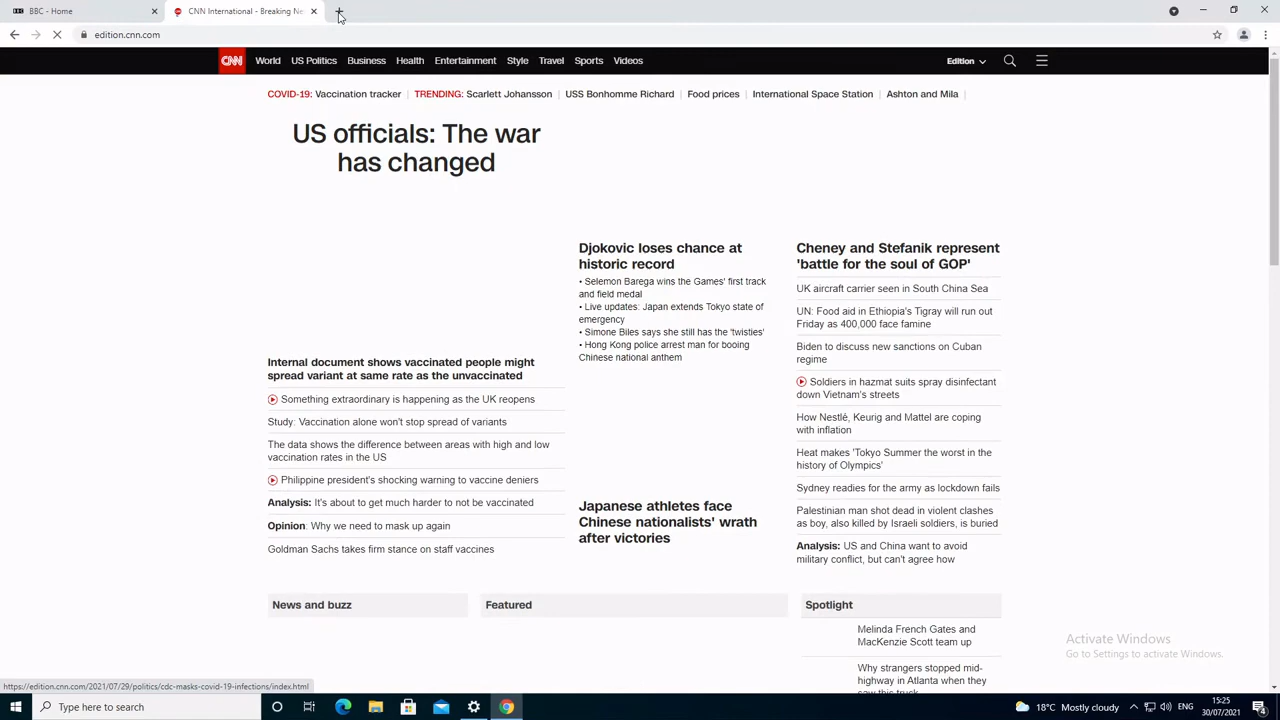 BBC - Home
CNN International - Breaking Ne
edition.cnn.com
CNN World US Politics Business Health Entertainment Style Travel Sports Videos Edition
COVID-19: Vaccination tracker TRENDING: Scarlett Johansson USS Bonhomme Richard Food prices International Space Station Ashton and Mila
US officials: The war
has changed
Internal document shows vaccinated people might
spread variant at same rate as the unvaccinated
Something extraordinary is happening as the UK reopens
Study: Vaccination alone won't stop spread of variants
The data shows the difference between areas with high and low
vaccination rates in the US
Philippine president's shocking warning to vaccine deniers
Analysis: It's about to get much harder to not be vaccinated
Opinion: Why we need to mask up again
Goldman Sachs takes firm stance on staff vaccines
Djokovic loses chance at
historic record
• Selemon Barega wins the Games' first track
and field medal
• Live updates: Japan extends Tokyo state of
emergency
• Simone Biles says she still has the 'twisties'
• Hong Kong police arrest man for booing
Chinese national anthem
Japanese athletes face
Chinese nationalists' wrath
after victories
Cheney and Stefanik represent
'battle for the soul of GOP'
UK aircraft carrier seen in South China Sea
UN: Food aid in Ethiopia's Tigray will run out
Friday as 400,000 face famine
Biden to discuss new sanctions on Cuban
regime
Soldiers in hazmat suits spray disinfectant
down Vietnam's streets
How Nestlé, Keurig and Mattel are coping
with inflation
Heat makes 'Tokyo Summer the worst in the
history of Olympics'
Sydney readies for the army as lockdown fails
Palestinian man shot dead in violent clashes
as boy, also killed by Israeli soldiers, is buried
Analysis: US and China want to avoid
military conflict, but can't agree how
News and buzz
Featured
Spotlight
Melinda French Gates and
MacKenzie Scott team up
Why strangers stopped mid-
highway in Atlanta when they
saw this truck
Activate Windows
Go to Settings to activate Windows.
https://edition.cnn.com/2021/07/29/politics/cdc-masks-covid-19-infections/index.html
Type here to search
18°C Mostly cloudy
ENG
15:25
30/07/2021
4